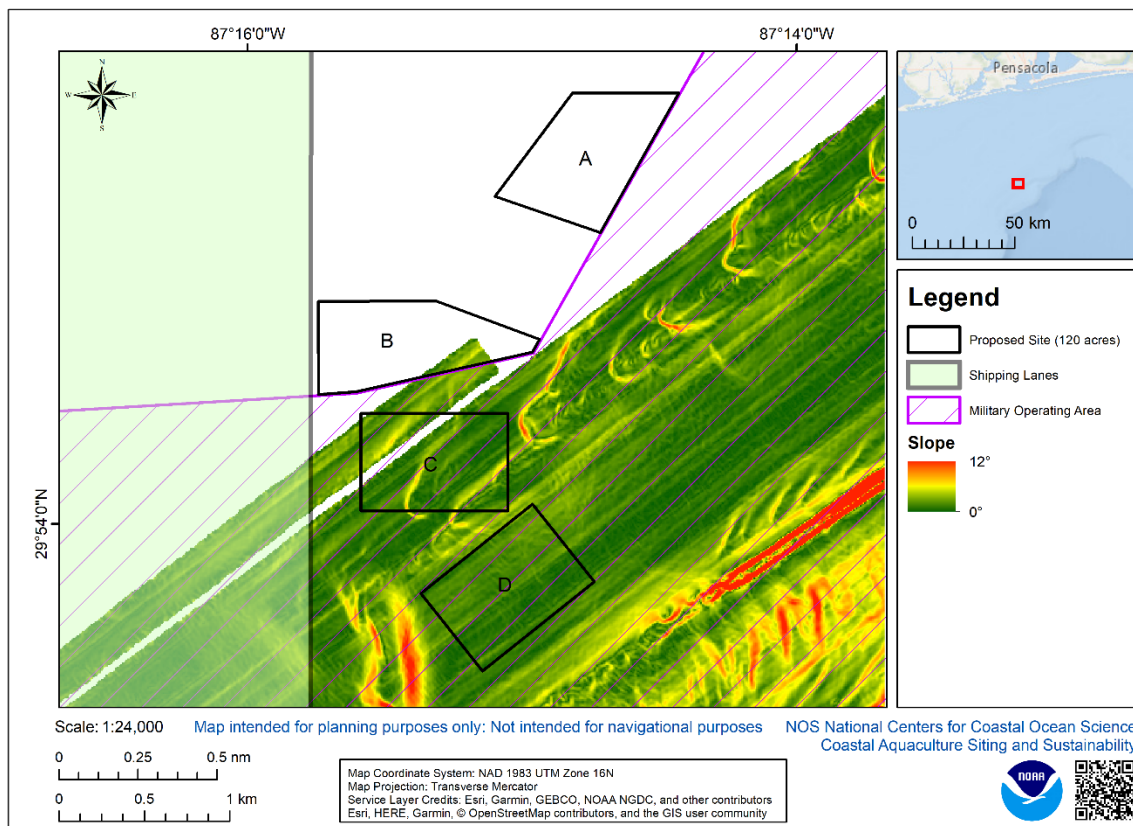 87°16'0"W
87°14'0"W
N
W
E
S
A
B
C
D
29°54'0"N
Pensacola
0
50 km
Legend
Proposed Site (120 acres)
Shipping Lanes
Military Operating Area
Slope
12°
0°
Scale: 1:24,000
Map intended for planning purposes only: Not intended for navigational purposes
NOS National Centers for Coastal Ocean Science
Coastal Aquaculture Siting and Sustainability
0 0.25 0.5 nm
0 0.5 1 km
Map Coordinate System: NAD 1983 UTM Zone 16N
Map Projection: Transverse Mercator
Service Layer Credits: Esri, Garmin, GEBCO, NOAA NGDC, and other contributors
Esri, HERE, Garmin, © OpenStreetMap contributors, and the GIS user community
NOAA